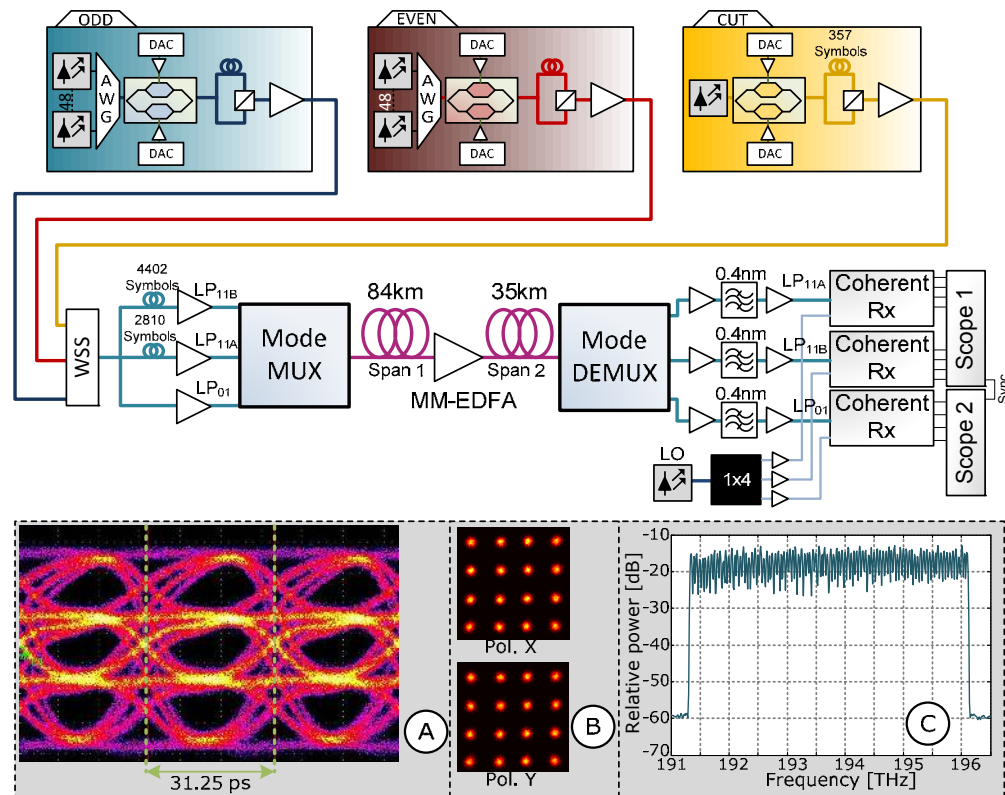 ODD
EVEN
CUT
DAC
DAC
DAC
357
Symbols
48
AWG
48
AWG
DAC
DAC
DAC
4402
Symbols
LP11B
2810
Symbols
LP11A
LP01
WSS
Mode
MUX
84km
Span 1
MM-EDFA
35km
Span 2
Mode
DEMUX
0.4nm
LP11A
0.4nm
LP11B
0.4nm
LP01
Coherent
Rx
Coherent
Rx
Coherent
Rx
Scope 1
Scope 2
LO
1x4
31.25 ps
A
Pol. X
Pol. Y
B
Relative power [dB]
-10
-20
-30
-40
-50
-60
-70
191
192
193
194
195
196
Frequency [THz]
C